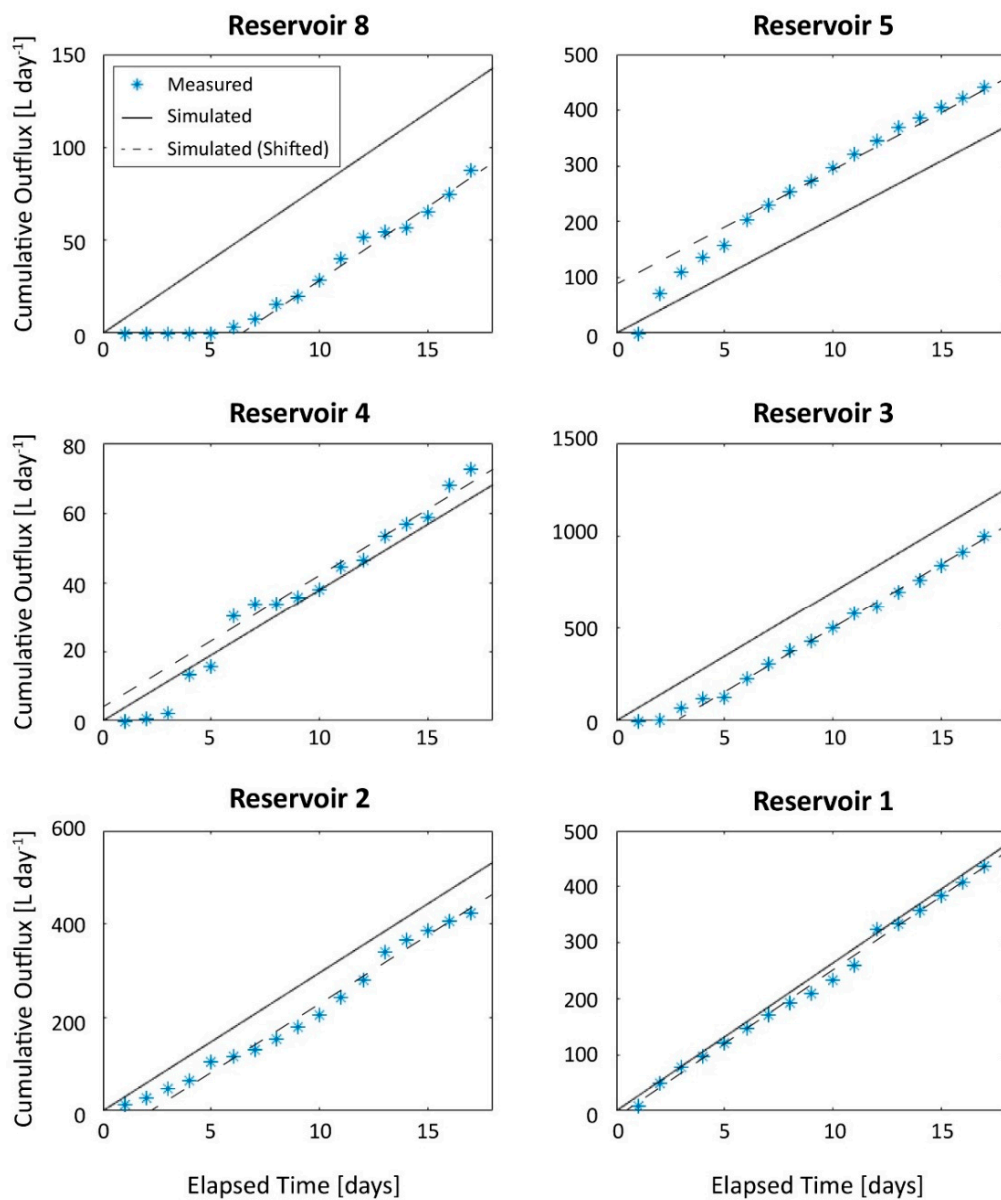 Reservoir 8
Cumulative Outflux [L day⁻¹]
150
100
50
0
0 5 10 15
Measured
Simulated
Simulated (Shifted)
Reservoir 5
500
400
300
200
100
0
0 5 10 15
Reservoir 4
Cumulative Outflux [L day⁻¹]
80
60
40
20
0
0 5 10 15
Reservoir 3
1500
1000
500
0
0 5 10 15
Reservoir 2
Cumulative Outflux [L day⁻¹]
600
400
200
0
0 5 10 15
Elapsed Time [days]
Reservoir 1
500
400
300
200
100
0
0 5 10 15
Elapsed Time [days]